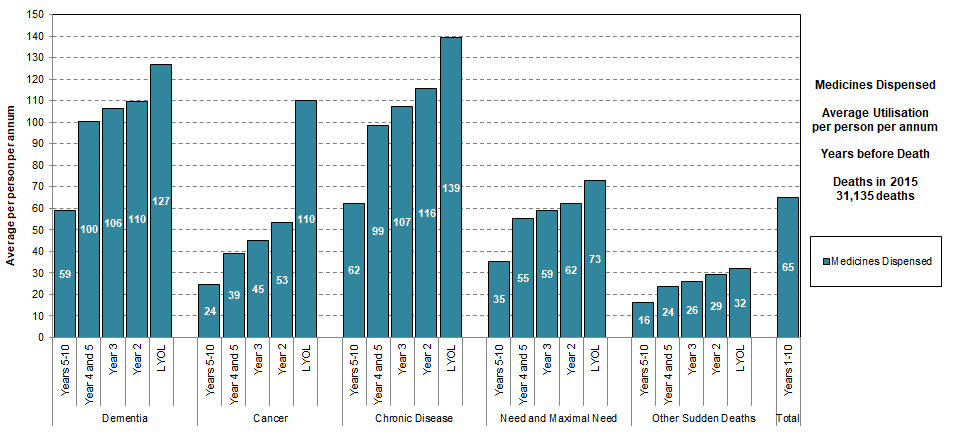 150
140
130
120
110
100
90
80
70
60
50
40
30
20
10
0
Average per person per annum
59
100
106
110
127
24
39
45
53
110
62
99
107
116
139
35
55
59
62
73
16
24
26
29
32
65
Years 5-10
Year 4 and 5
Year 3
Year 2
LYOL
Years 5-10
Year 4 and 5
Year 3
Year 2
LYOL
Years 5-10
Year 4 and 5
Year 3
Year 2
LYOL
Years 5-10
Year 4 and 5
Year 3
Year 2
LYOL
Years 5-10
Year 4 and 5
Year 3
Year 2
LYOL
Years 1-10
Dementia
Cancer
Chronic Disease
Need and Maximal Need
Other Sudden Deaths
Total
Medicines Dispensed
Average Utilisation
per person per annum
Years before Death
Deaths in 2015
31,135 deaths
Medicines Dispensed